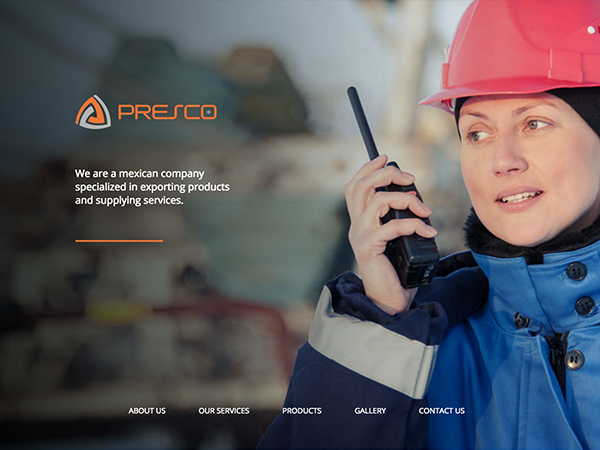 PRESCO
We are a mexican company
specialized in exporting products
and supplying services.
ABOUT US OUR SERVICES PRODUCTS GALLERY CONTACT US